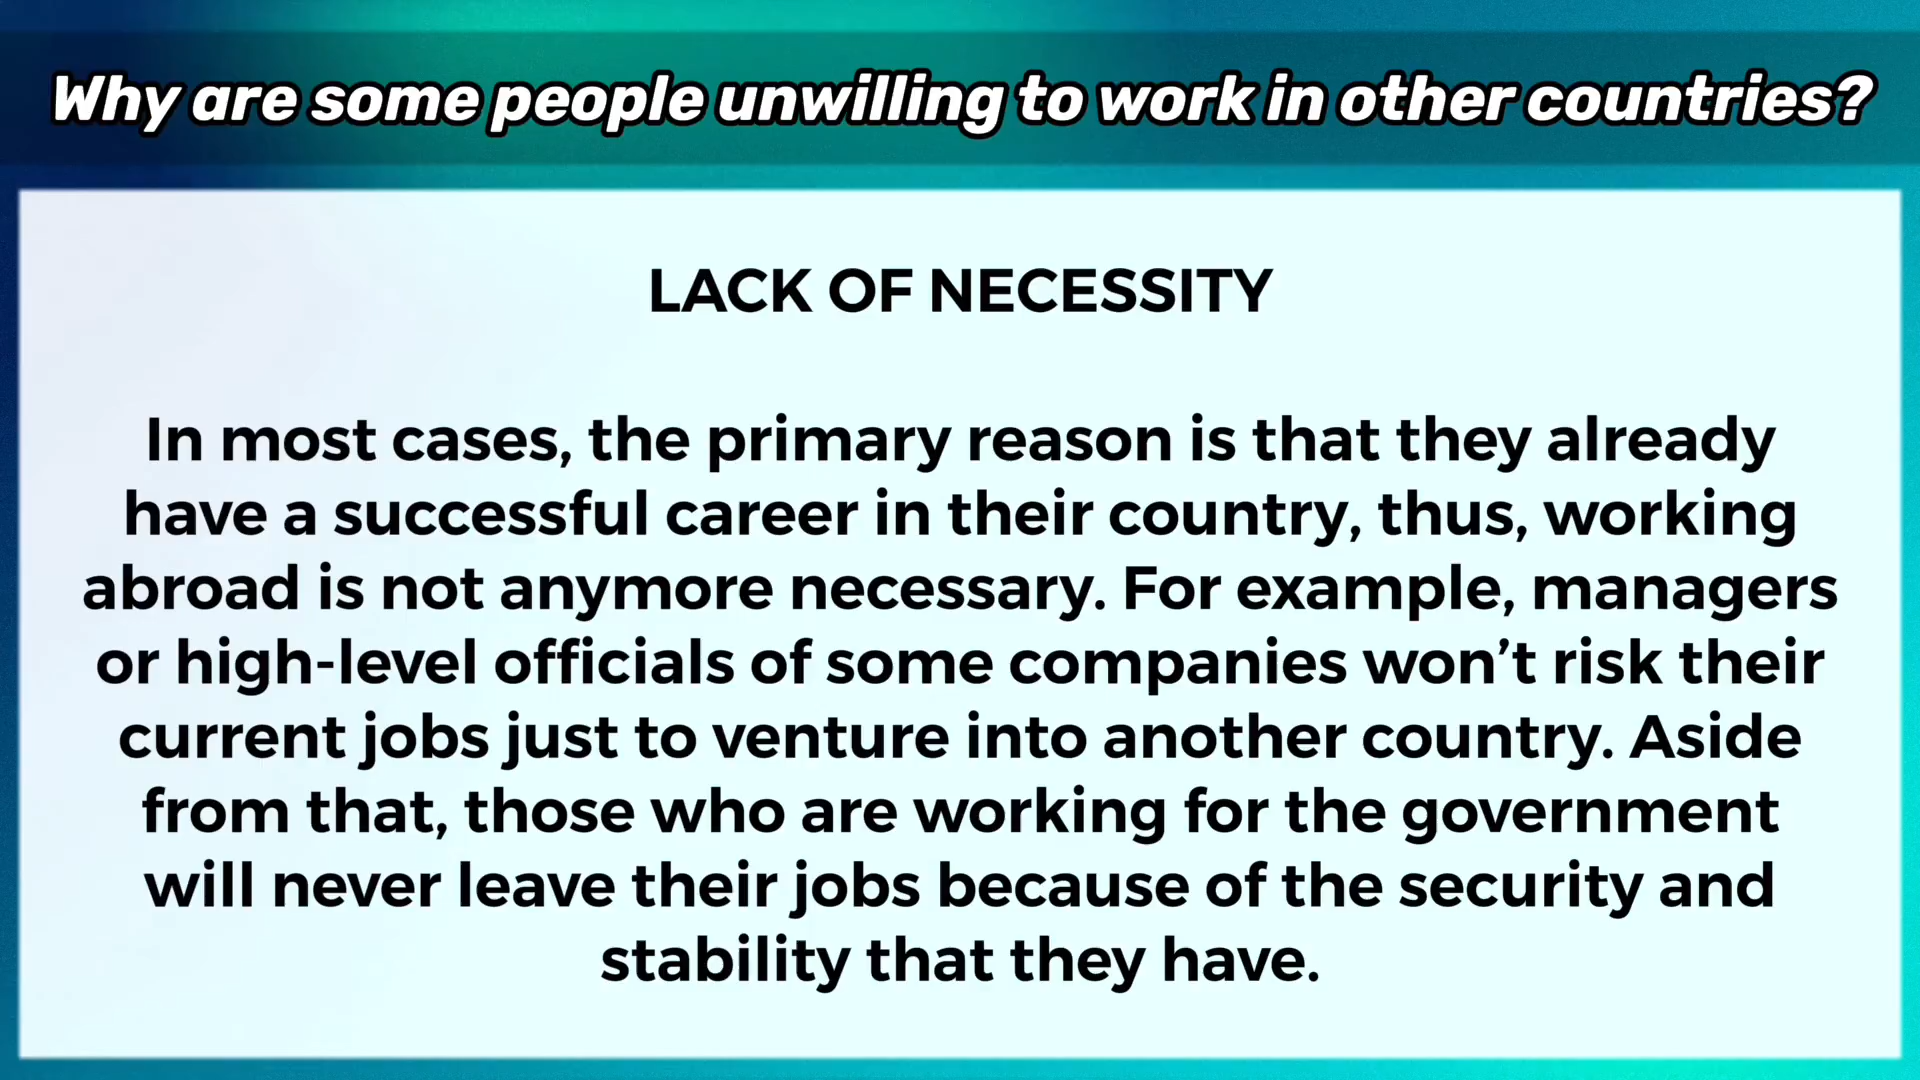 Why are some people unwilling to work in other countries?
LACK OF NECESSITY
In most cases, the primary reason is that they already
have a successful career in their country, thus, working
abroad is not anymore necessary. For example, managers
or high-level officials of some companies won’t risk their
current jobs just to venture into another country. Aside
from that, those who are working for the government
will never leave their jobs because of the security and
stability that they have.